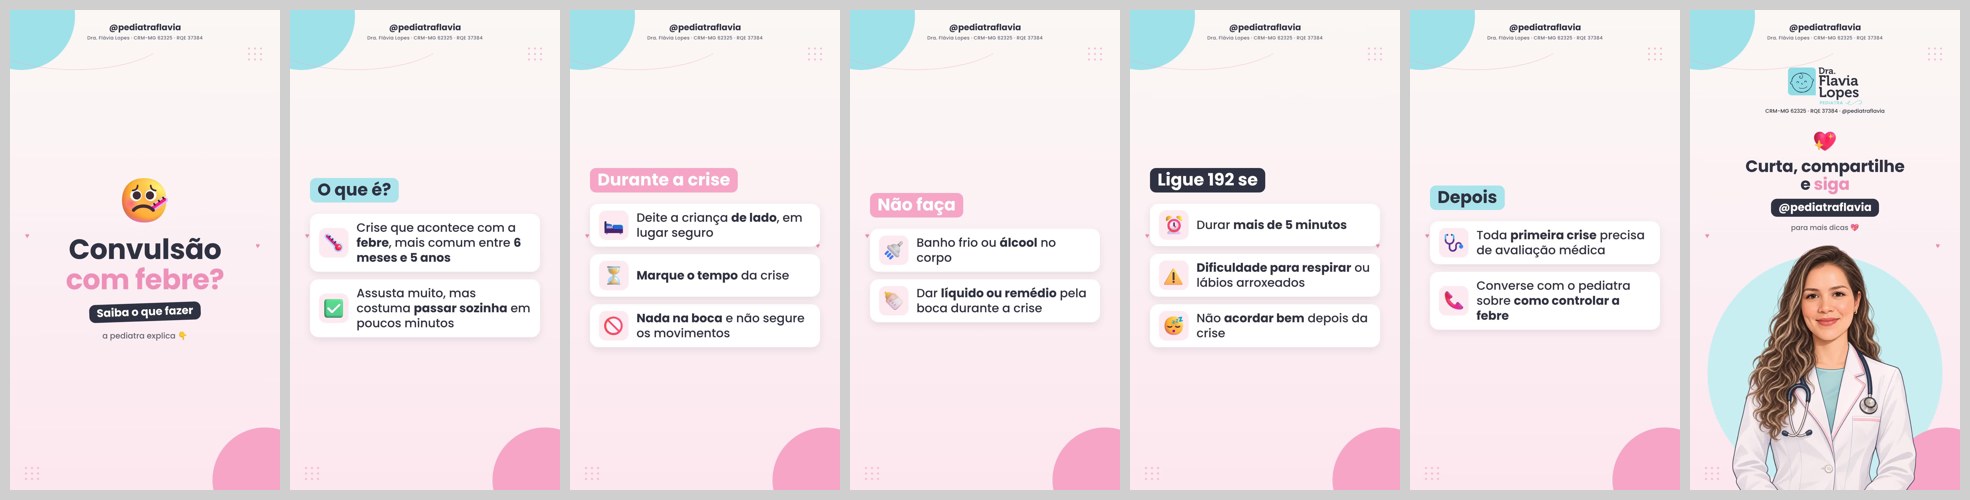 @pediatraflavia
Dra. Flávia Lopes · CRM-MG 62325 · RQE 37384
Convulsão
com febre?
Saiba o que fazer
a pediatra explica 👇
@pediatraflavia
Dra. Flávia Lopes · CRM-MG 62325 · RQE 37384
O que é?
Crise que acontece com a
febre, mais comum entre 6
meses e 5 anos
Assusta muito, mas
costuma passar sozinha em
poucos minutos
@pediatraflavia
Dra. Flávia Lopes · CRM-MG 62325 · RQE 37384
Durante a crise
Deite a criança de lado, em
lugar seguro
Marque o tempo da crise
Nada na boca e não segure
os movimentos
@pediatraflavia
Dra. Flávia Lopes · CRM-MG 62325 · RQE 37384
Não faça
Banho frio ou álcool no
corpo
Dar líquido ou remédio pela
boca durante a crise
@pediatraflavia
Dra. Flávia Lopes · CRM-MG 62325 · RQE 37384
Ligue 192 se
Durar mais de 5 minutos
Dificuldade para respirar ou
lábios arroxeados
Não acordar bem depois da
crise
@pediatraflavia
Dra. Flávia Lopes · CRM-MG 62325 · RQE 37384
Depois
Toda primeira crise precisa
de avaliação médica
Converse com o pediatra
sobre como controlar a
febre
@pediatraflavia
Dra. Flávia Lopes · CRM-MG 62325 · RQE 37384
Dra.
Flavia
Lopes
PEDIATRA
CRM-MG 62325 · RQE 37384 · @pediatraflavia
Curta, compartilhe
e siga
@pediatraflavia
para mais dicas 💖